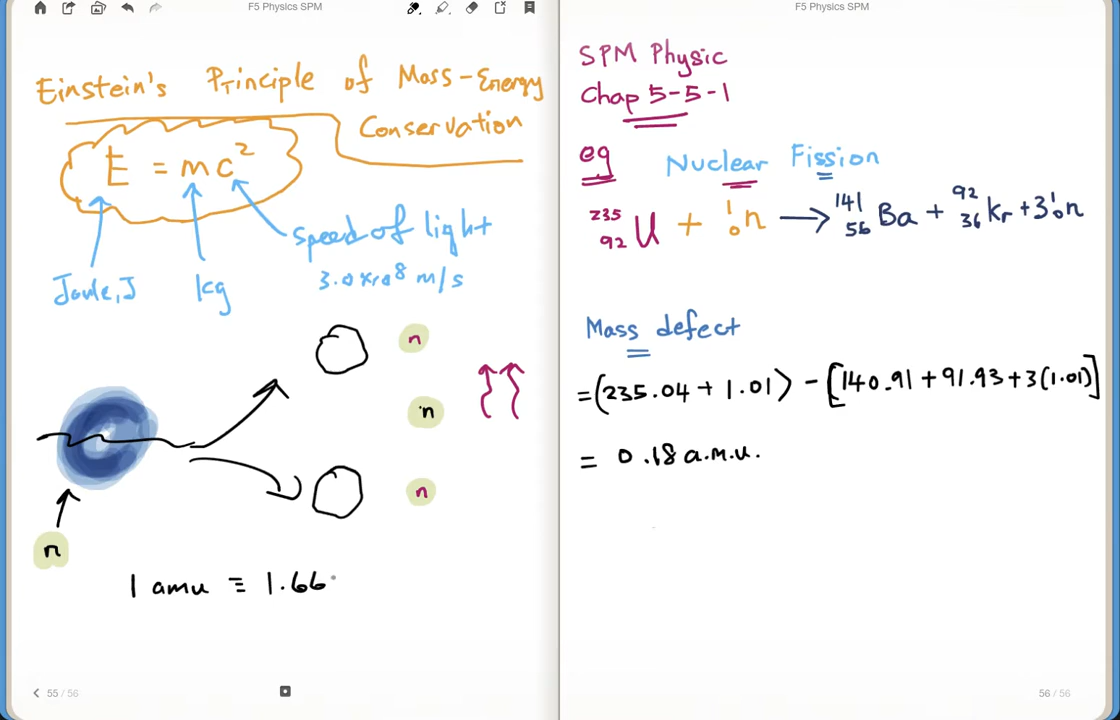 F5 Physics SPM
Einstein's Principle of Mass-Energy
Conservation
E = mc²
speed of light
3.0×10⁸ m/s
Joule, J
kg
n
n
n
n
1 amu ≡ 1.66
55 / 56
F5 Physics SPM
SPM Physic
Chap 5-5-1
eg Nuclear Fission
²³⁵₉₂U + ¹₀n → ¹⁴¹₅₆Ba + ⁹²₃₆Kr + 3¹₀n
Mass defect
= (235.04 + 1.01) - [140.91 + 91.93 + 3(1.01)]
= 0.18 a.m.u.
56 / 56